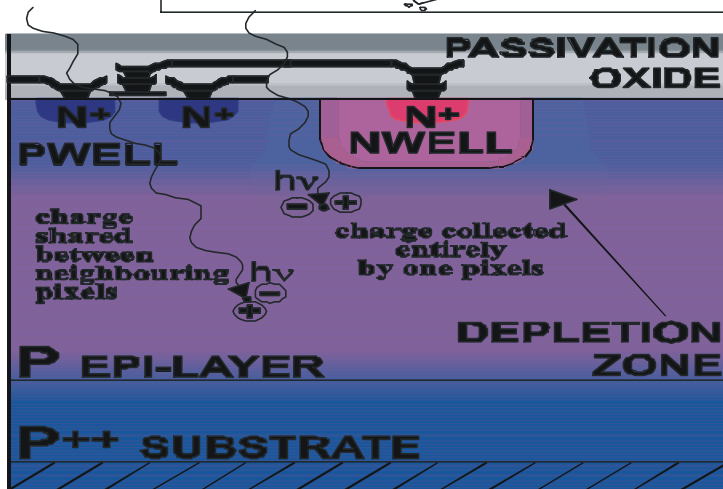 PASSIVATION
OXIDE
N+ N+ N+
PWELL
NWELL
hν
− +
charge
shared
between
neighbouring
pixels
charge collected
entirely
by one pixels
hν
−
+
DEPLETION
ZONE
P EPI-LAYER
P++ SUBSTRATE